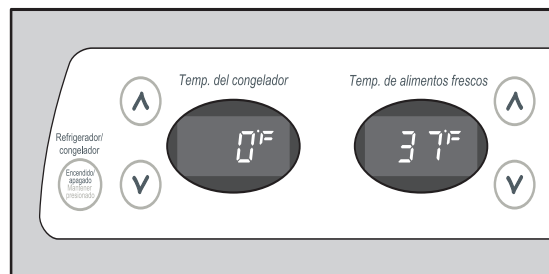 Temp. del congelador
Temp. de alimentos frescos
0°F
37°F
Refrigerador/
congelador
Encendido/
apagado
Mantener
presionado